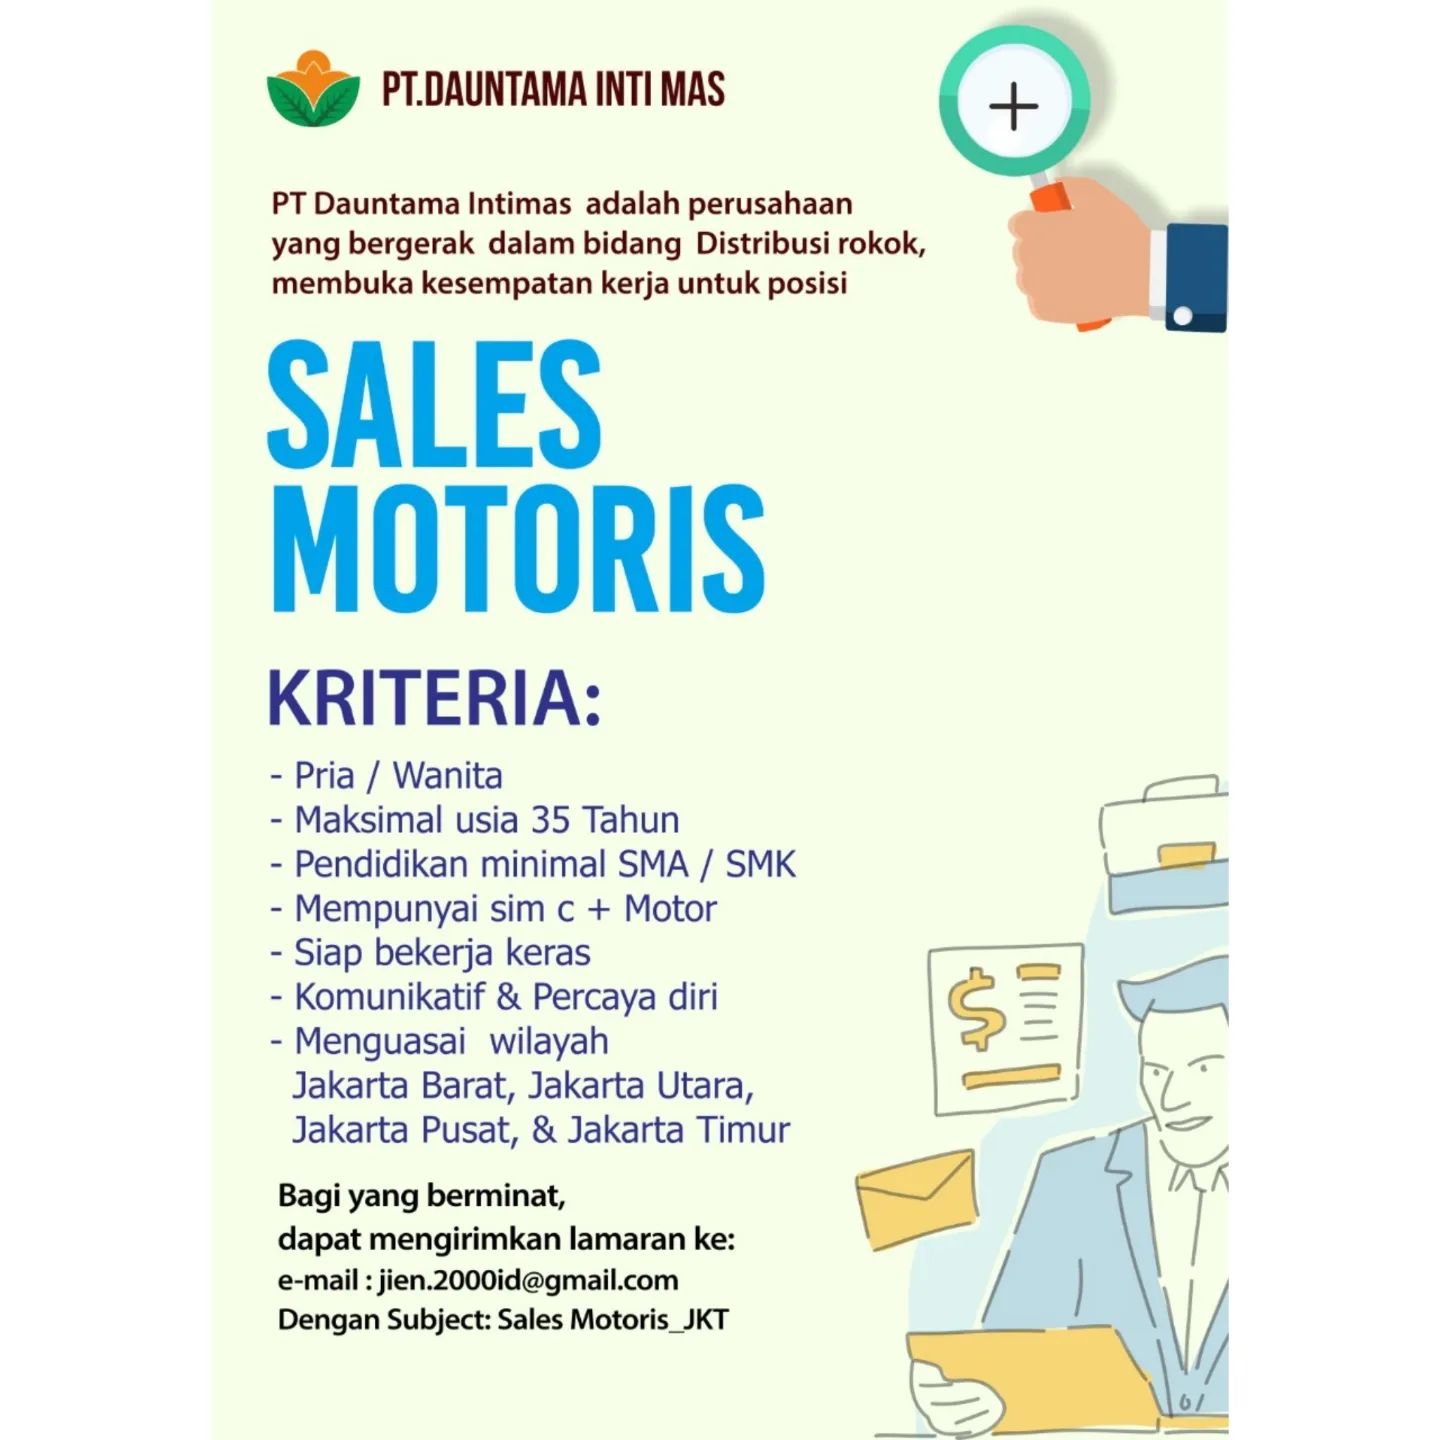 PT.DAUNTAMA INTI MAS
PT Dauntama Intimas adalah perusahaan
yang bergerak dalam bidang Distribusi rokok,
membuka kesempatan kerja untuk posisi
SALES
MOTORIS
KRITERIA:
- Pria / Wanita
- Maksimal usia 35 Tahun
- Pendidikan minimal SMA / SMK
- Mempunyai sim c + Motor
- Siap bekerja keras
- Komunikatif & Percaya diri
- Menguasai wilayah
Jakarta Barat, Jakarta Utara,
Jakarta Pusat, & Jakarta Timur
Bagi yang berminat,
dapat mengirimkan lamaran ke:
e-mail : jien.2000id@gmail.com
Dengan Subject: Sales Motoris_JKT